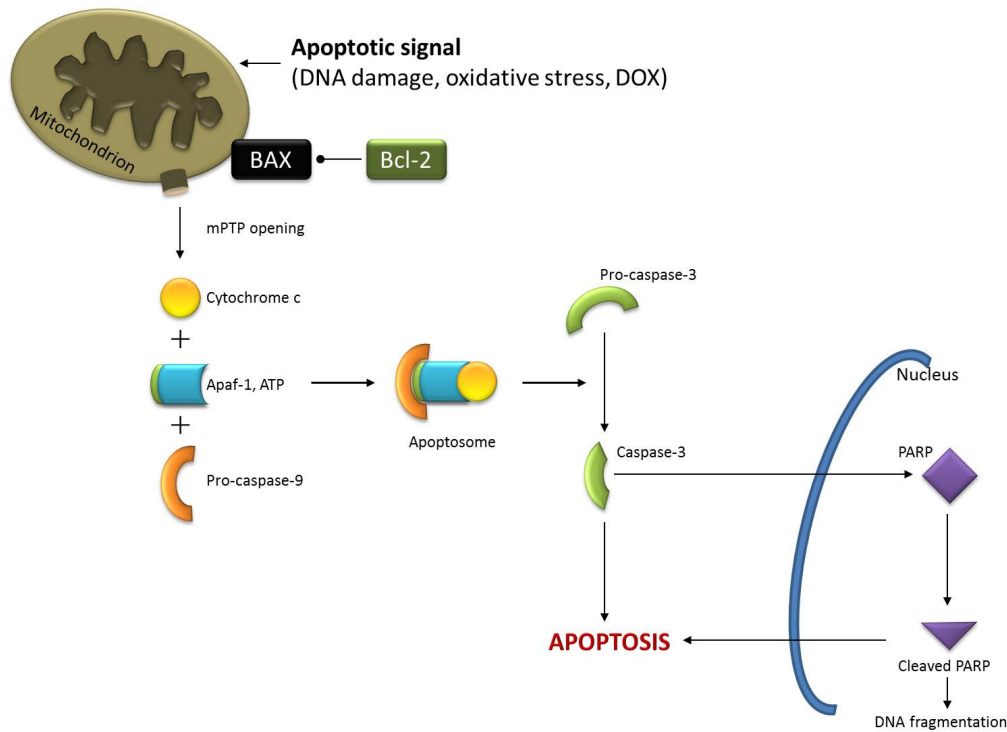 Apoptotic signal
(DNA damage, oxidative stress, DOX)
Mitochondrion
BAX
Bcl-2
mPTP opening
Pro-caspase-3
Cytochrome c
+
Nucleus
Apaf-1, ATP
Apoptosome
+
Caspase-3
PARP
Pro-caspase-9
APOPTOSIS
Cleaved PARP
DNA fragmentation